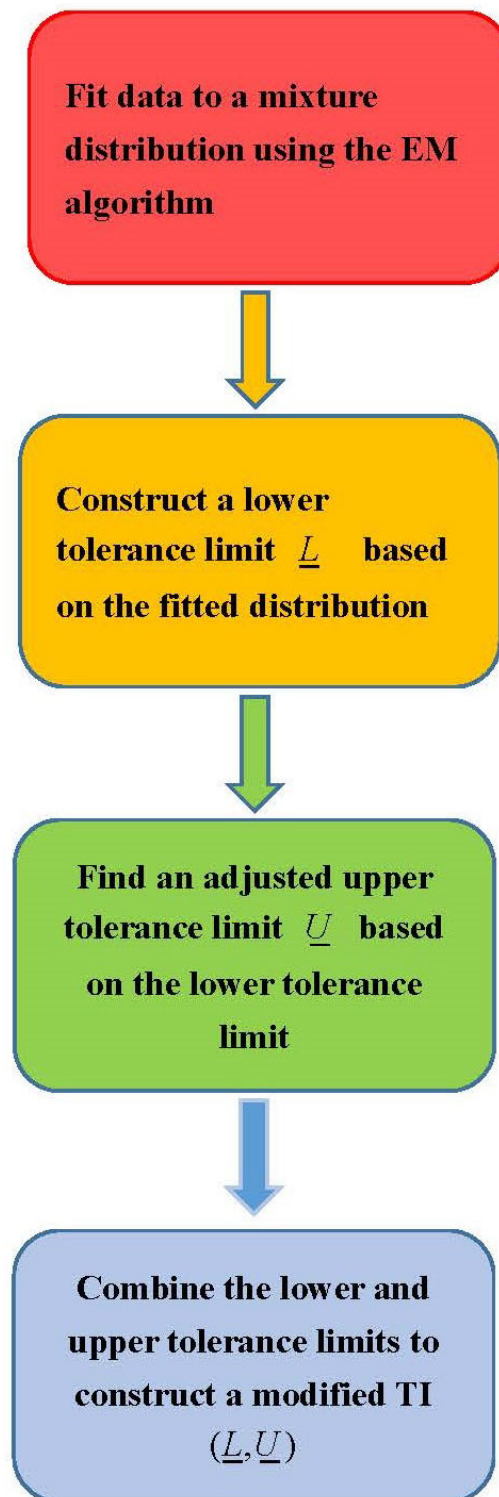 Fit data to a mixture
distribution using the EM
algorithm
Construct a lower
tolerance limit L based
on the fitted distribution
Find an adjusted upper
tolerance limit U based
on the lower tolerance
limit
Combine the lower and
upper tolerance limits to
construct a modified TI
(L,U)